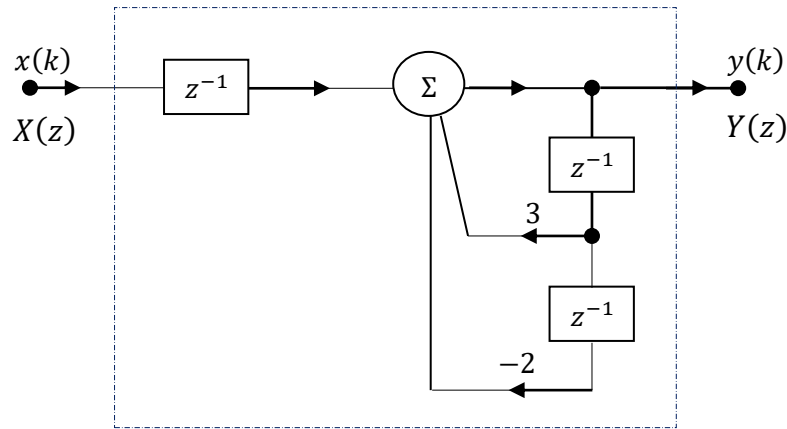 x(k)
X(z)
z⁻¹
Σ
y(k)
Y(z)
z⁻¹
3
z⁻¹
−2